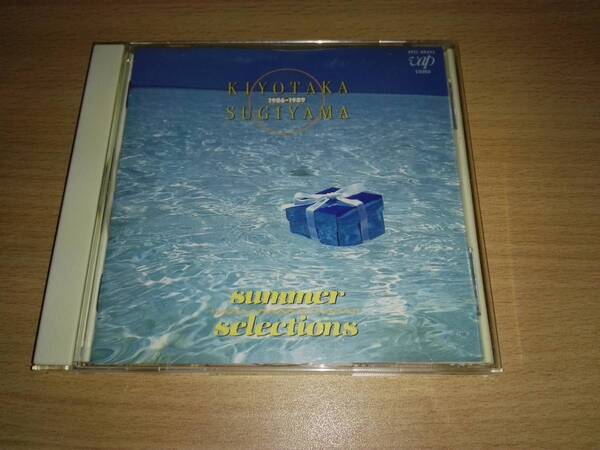 vap
KIYOTAKA
1986-1989
SUGIYAMA
summer
selections